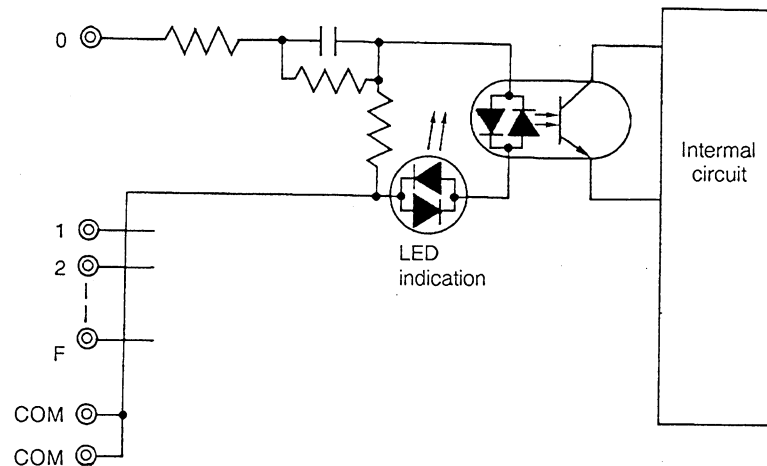 0
Intermal
circuit
1
LED
indication
2
F
COM
COM